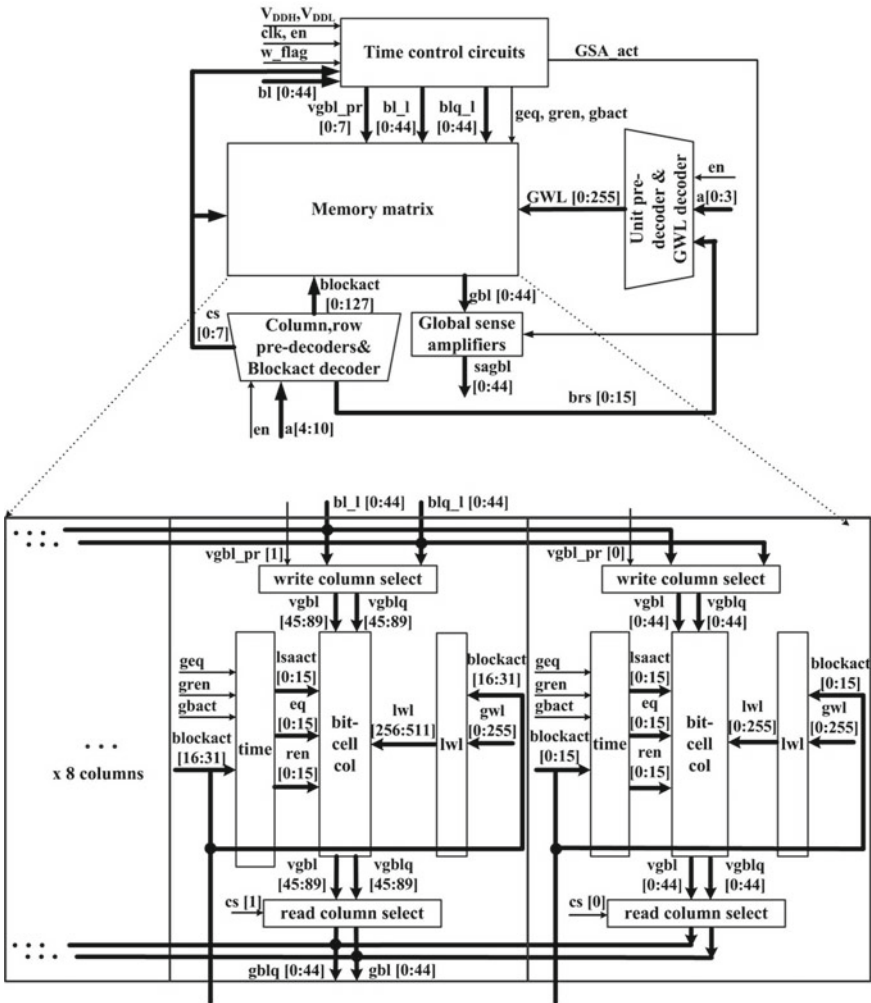 V_DDH,V_DDL
clk, en
w_flag
bl [0:44]
Time control circuits
GSA_act
vgbl_pr
[0:7]
bl_l
[0:44]
blq_l
[0:44]
geq, gren, gbact
Memory matrix
GWL [0:255]
Unit pre-
decoder &
GWL decoder
en
a[0:3]
blockact
[0:127]
gbl [0:44]
cs
[0:7]
Column,row
pre-decoders&
Blockact decoder
Global sense
amplifiers
sagbl
[0:44]
brs [0:15]
en
a[4:10]
bl_l [0:44]
blq_l [0:44]
vgbl_pr [1]
vgbl_pr [0]
write column select
write column select
vgbl
[45:89]
vgblq
[45:89]
vgbl
[0:44]
vgblq
[0:44]
geq
gren
gbact
blockact
[16:31]
time
lsaact
[0:15]
eq
[0:15]
ren
[0:15]
bit-
cell
col
lwl
[256:511]
lwl
blockact
[16:31]
gwl
[0:255]
geq
gren
gbact
blockact
[0:15]
time
lsaact
[0:15]
eq
[0:15]
ren
[0:15]
bit-
cell
col
lwl
[0:255]
lwl
blockact
[0:15]
gwl
[0:255]
. . .
x 8 columns
vgbl
[45:89]
vgblq
[45:89]
vgbl
[0:44]
vgblq
[0:44]
cs [1]
read column select
cs [0]
read column select
gblq [0:44]
gbl [0:44]